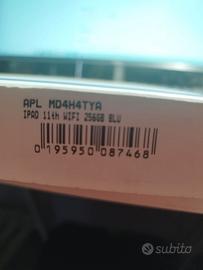 APL MD4H4TYA
IPAD 11th WIFI 256GB BLU
0 195950 087468
subito